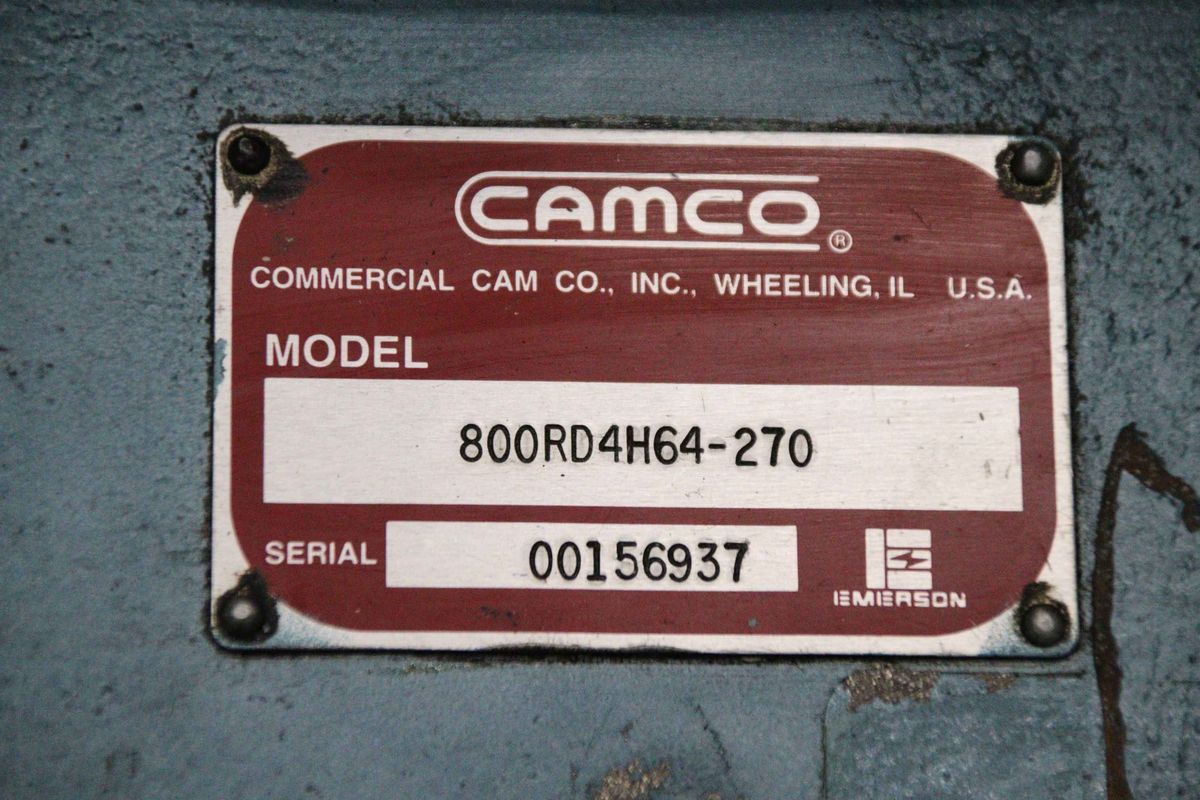 CAMCO®
COMMERCIAL CAM CO., INC., WHEELING, IL U.S.A.
MODEL
800RD4H64-270
SERIAL 00156937
EMERSON